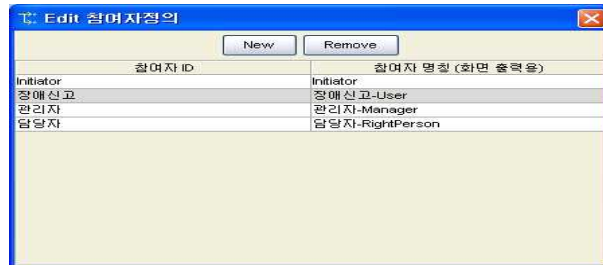 Edit 참여자정의
New Remove
참여자 ID 참여자 명칭 (화면 출력용)
Initiator Initiator
장애신고 장애신고-User
관리자 관리자-Manager
담당자 담당자-RightPerson